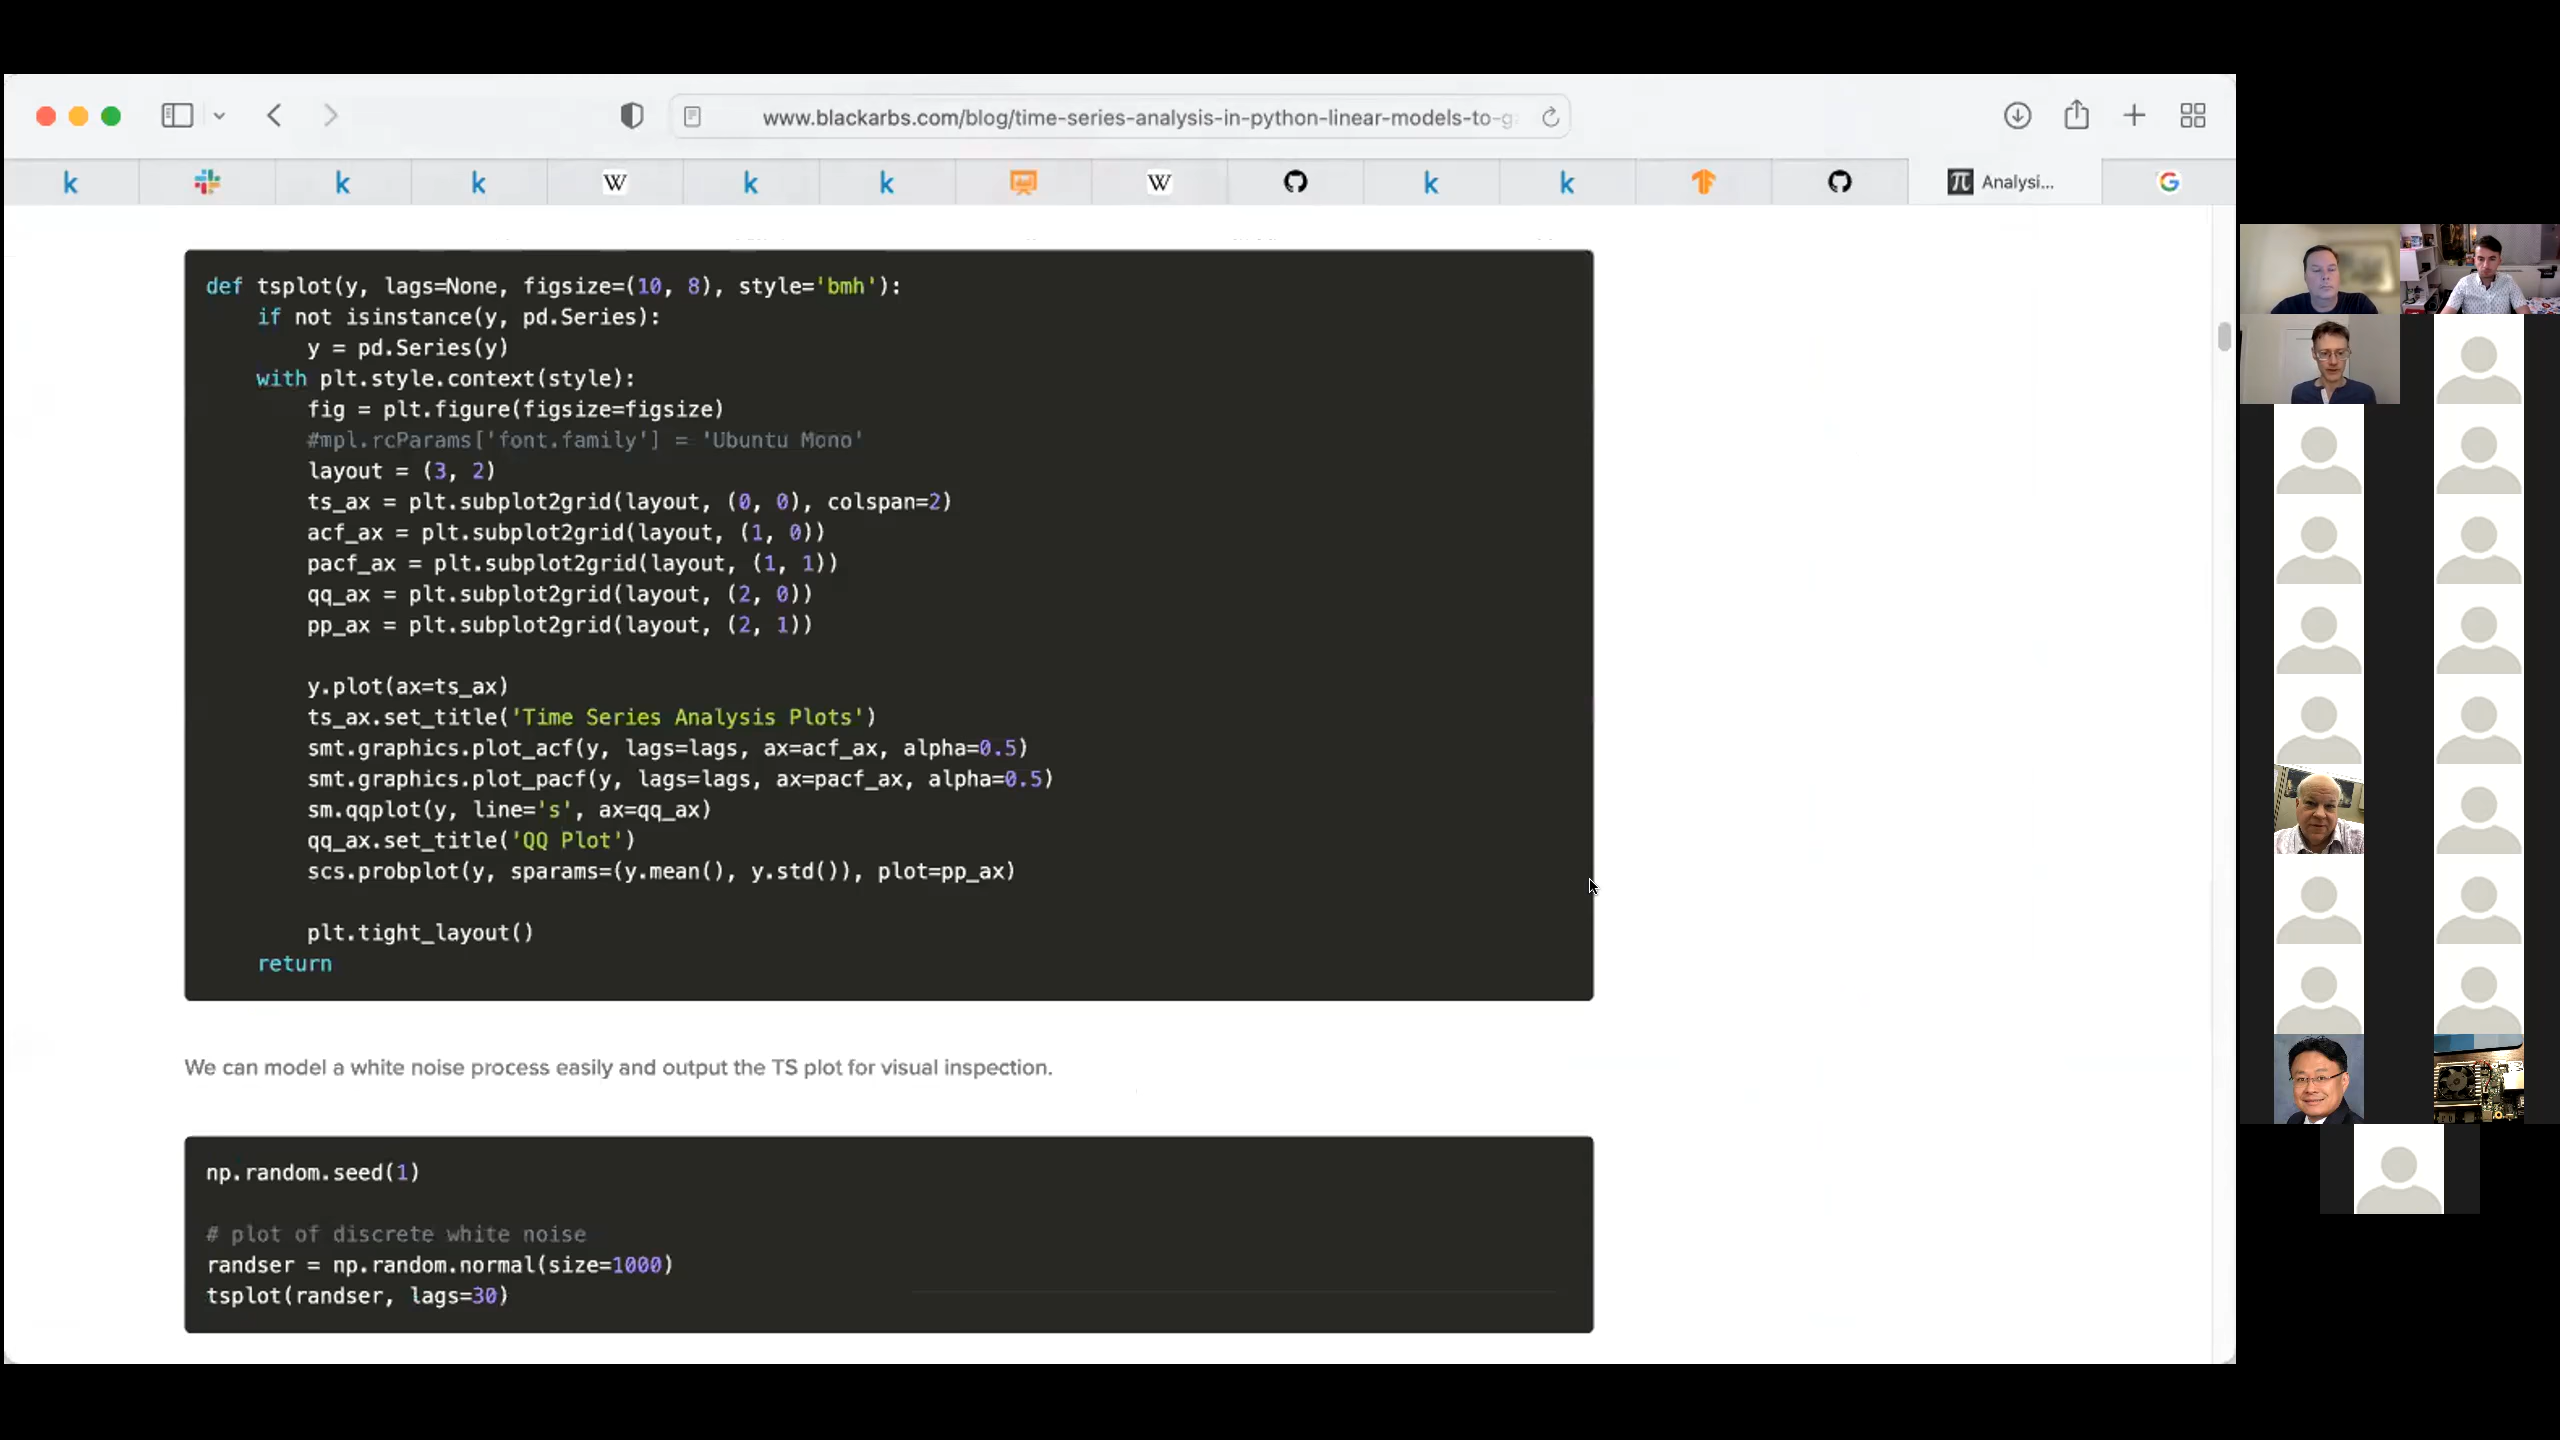 www.blackarbs.com/blog/time-series-analysis-in-python-linear-models-to-g
k
k
k
W
k
k
W
k
k
π Analysi...
G
def tsplot(y, lags=None, figsize=(10, 8), style='bmh'):
    if not isinstance(y, pd.Series):
        y = pd.Series(y)
    with plt.style.context(style):
        fig = plt.figure(figsize=figsize)
        #mpl.rcParams['font.family'] = 'Ubuntu Mono'
        layout = (3, 2)
        ts_ax = plt.subplot2grid(layout, (0, 0), colspan=2)
        acf_ax = plt.subplot2grid(layout, (1, 0))
        pacf_ax = plt.subplot2grid(layout, (1, 1))
        qq_ax = plt.subplot2grid(layout, (2, 0))
        pp_ax = plt.subplot2grid(layout, (2, 1))
        y.plot(ax=ts_ax)
        ts_ax.set_title('Time Series Analysis Plots')
        smt.graphics.plot_acf(y, lags=lags, ax=acf_ax, alpha=0.5)
        smt.graphics.plot_pacf(y, lags=lags, ax=pacf_ax, alpha=0.5)
        sm.qqplot(y, line='s', ax=qq_ax)
        qq_ax.set_title('QQ Plot')
        scs.probplot(y, sparams=(y.mean(), y.std()), plot=pp_ax)
        plt.tight_layout()
    return
We can model a white noise process easily and output the TS plot for visual inspection.
np.random.seed(1)
# plot of discrete white noise
randser = np.random.normal(size=1000)
tsplot(randser, lags=30)